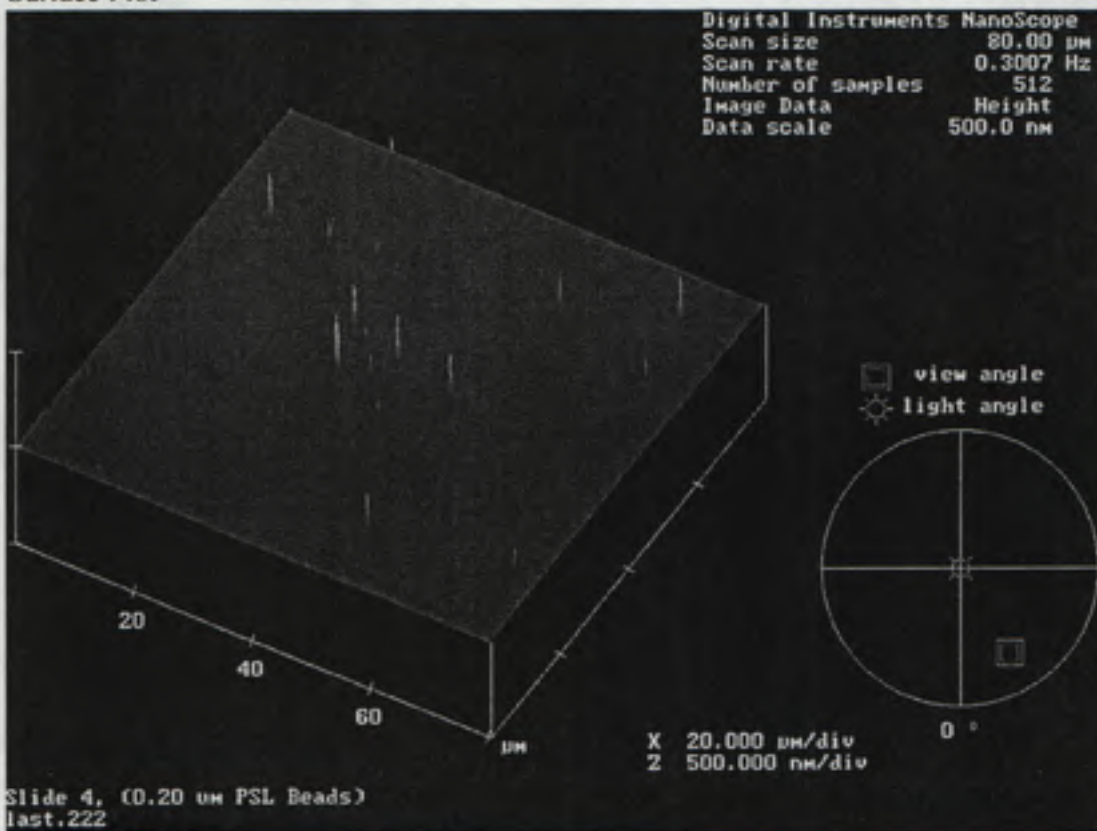 Digital Instruments NanoScope
Scan size 80.00 µm
Scan rate 0.3007 Hz
Number of samples 512
Image Data Height
Data scale 500.0 nm
view angle
light angle
20
40
60
µm
X 20.000 µm/div
Z 500.000 nm/div
0 °
Slide 4, (0.20 um PSL Beads)
last.222